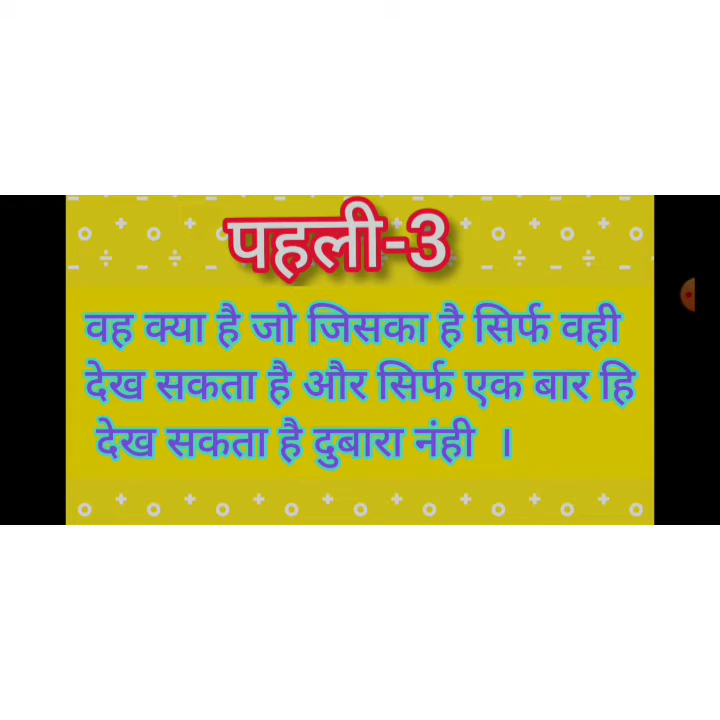 पहली-3
वह क्या है जो जिसका है सिर्फ वही
देख सकता है और सिर्फ एक बार हि
देख सकता है दुबारा नंही ।